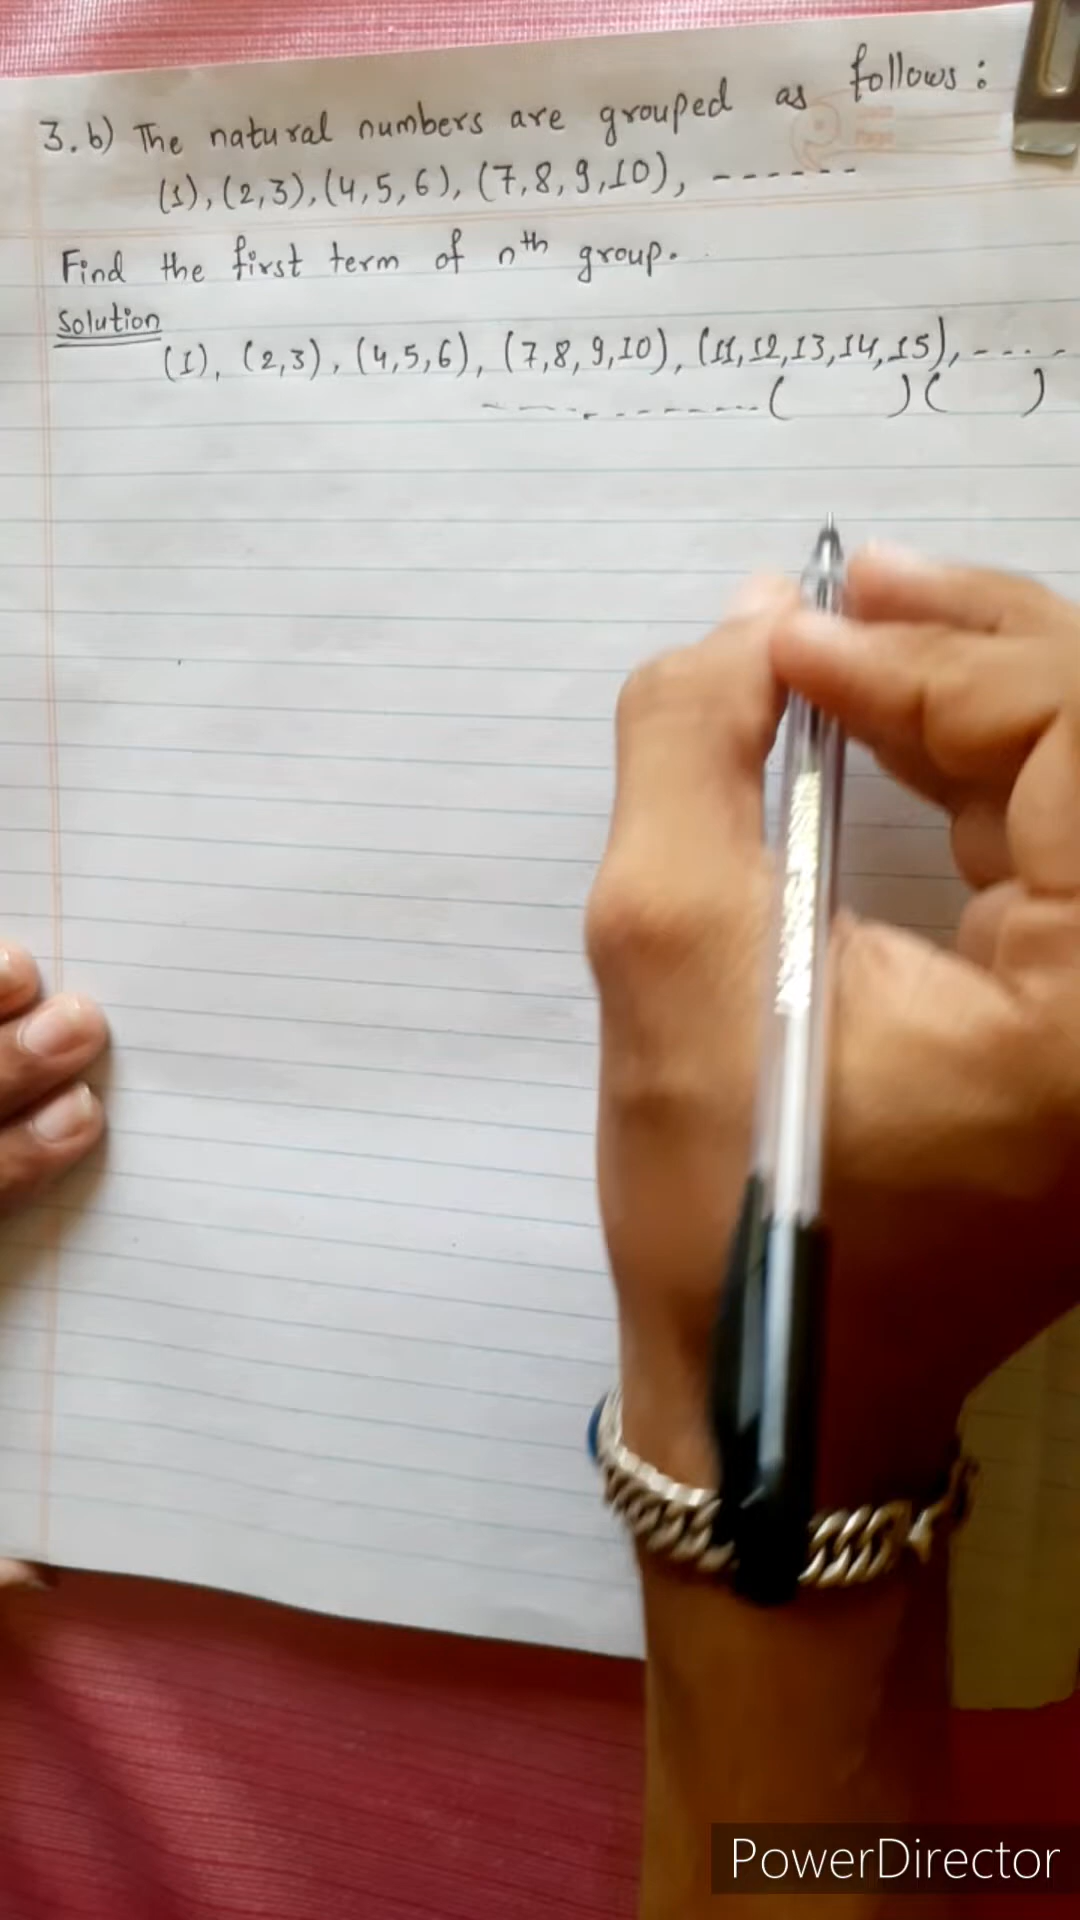 3. b) The natural numbers are grouped as follows :
(1), (2,3), (4,5,6), (7,8,9,10), ------
Find the first term of nth group.
Solution
(1), (2,3), (4,5,6), (7,8,9,10), (11,12,13,14,15), -----
------------( )( )
PowerDirector